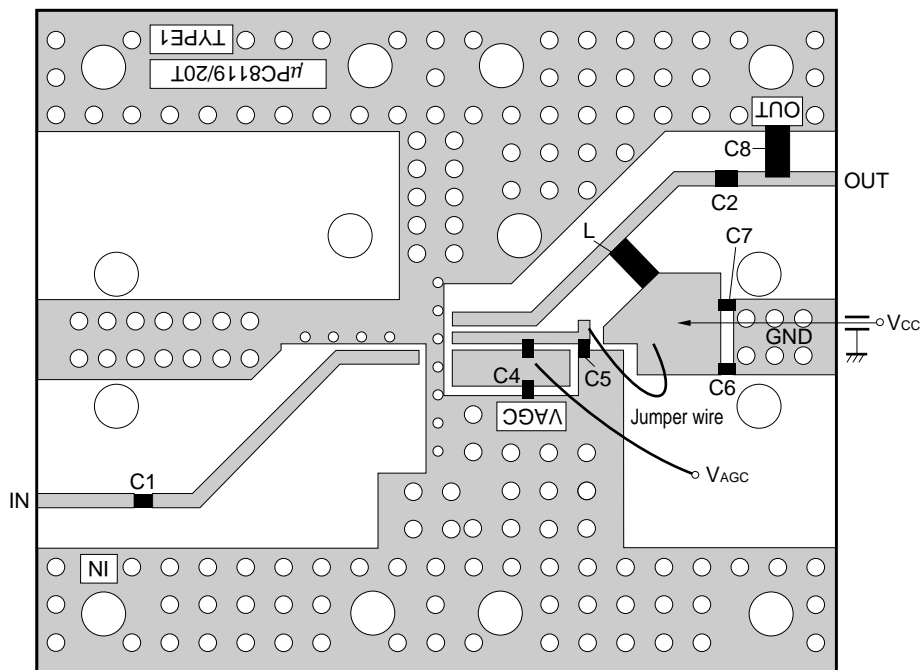 TYPE1
µPC8119/20T
OUT
C8
C2
OUT
L
C7
VCC
GND
C4
C5
C6
VAGC
Jumper wire
VAGC
C1
IN
IN